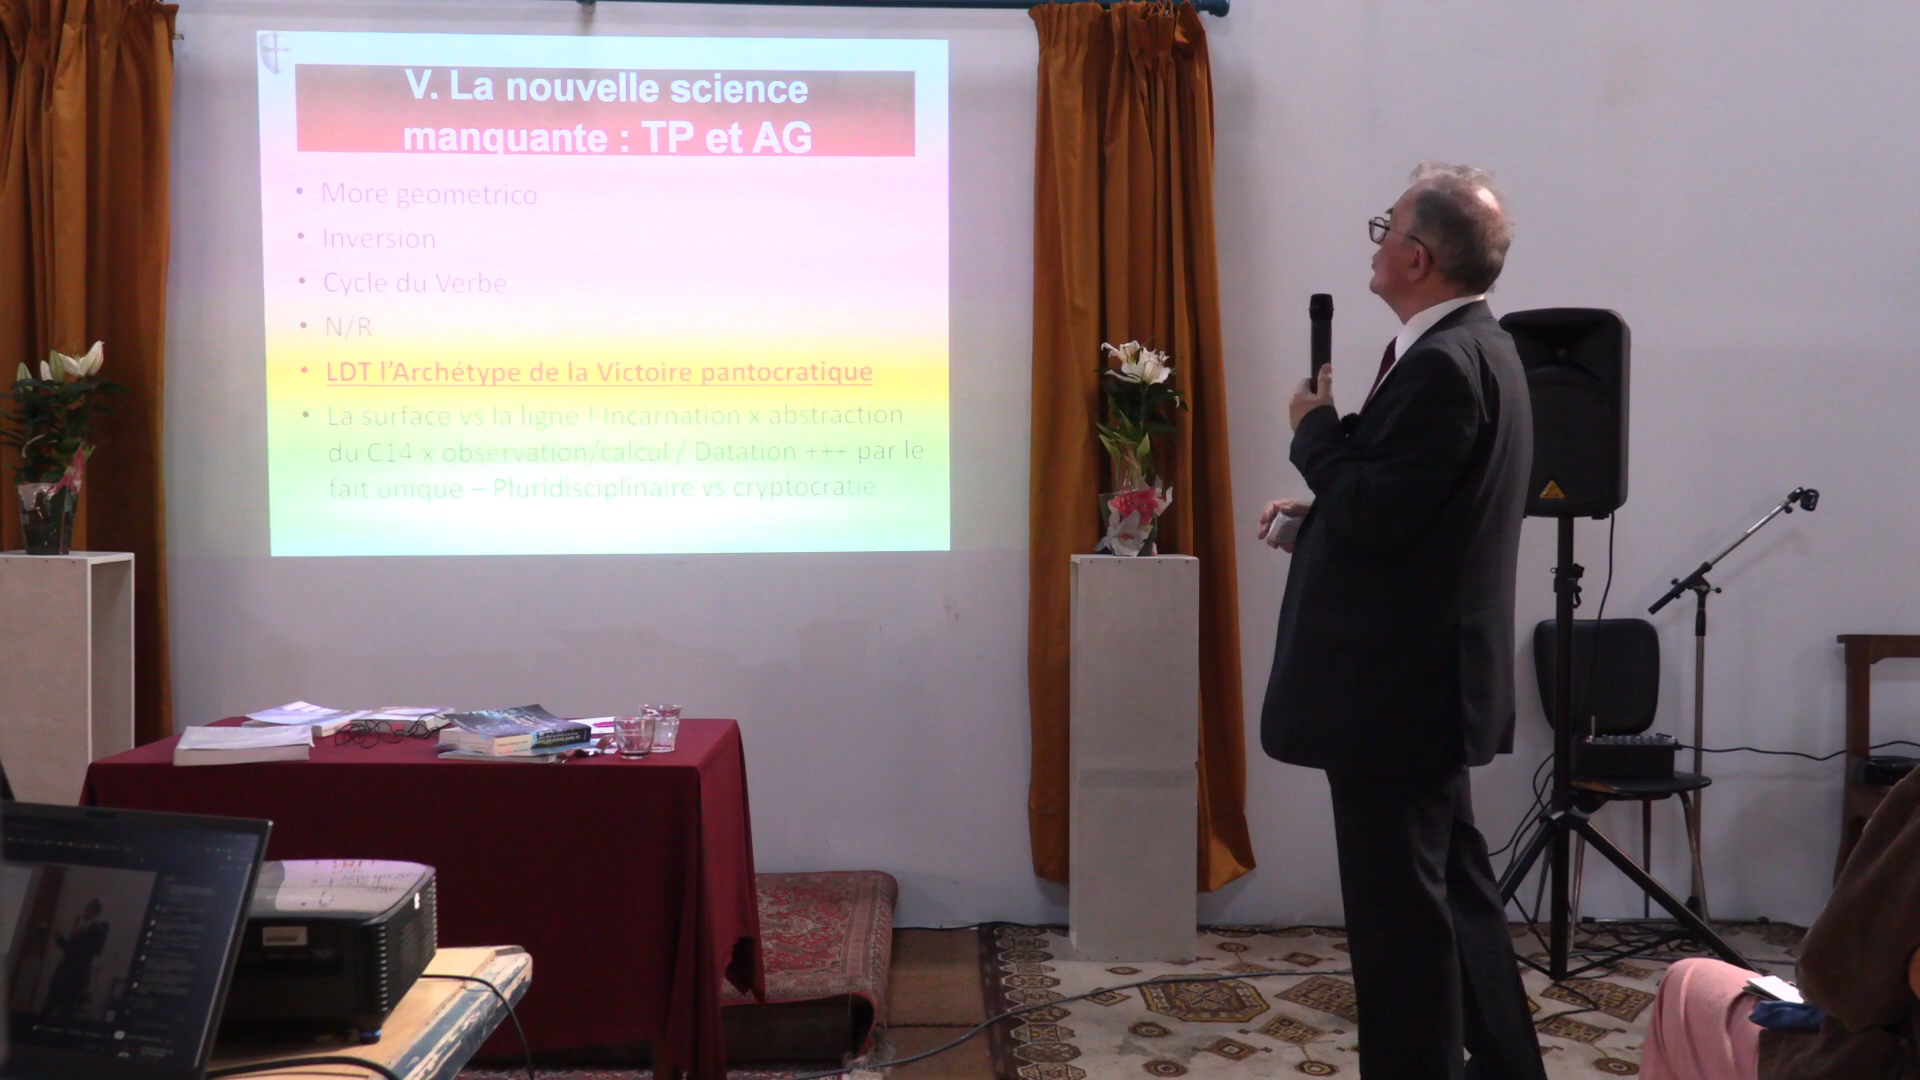 V. La nouvelle science
manquante : TP et AG
• More geometrico
• Inversion
• Cycle du Verbe
• N/R
• LDT l'Archétype de la Victoire pantocratique
• La surface vs la ligne ! Incarnation x abstraction
du C14 x observation/calcul / Datation +++ par le
fait unique – Pluridisciplinaire vs cryptocratie